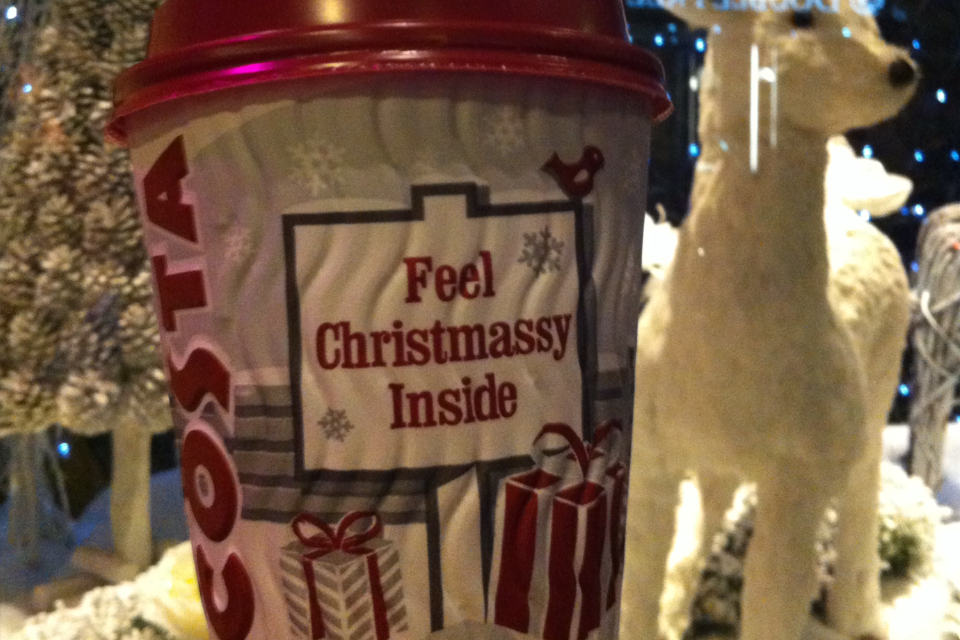 COSTA
Feel
Christmassy
Inside